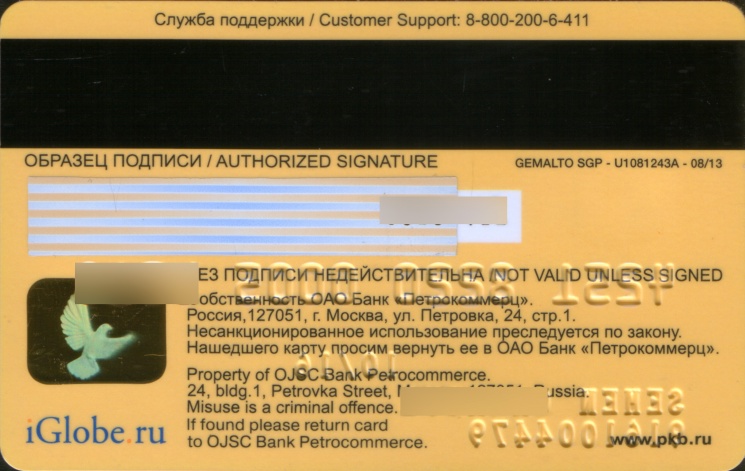 Служба поддержки / Customer Support: 8-800-200-6-411
ОБРАЗЕЦ ПОДПИСИ / AUTHORIZED SIGNATURE
GEMALTO SGP - U1081243A - 08/13
ПОДПИСИ НЕДЕЙСТВИТЕЛЬНА /NOT VALID UNLESS SIGNED
ОАО Банк «Петрокоммерц».
Россия,127051, г. Москва, ул. Петровка, 24, стр.1.
Несанкционированное использование преследуется по закону.
Нашедшего карту просим вернуть ее в ОАО Банк «Петрокоммерц».
Property of OJSC Bank Petrocommerce.
24, bldg.1, Petrovka Street, Russia.
Misuse is a criminal offence.
If found please return card
to OJSC Bank Petrocommerce.
iGlobe.ru
www.pkb.ru